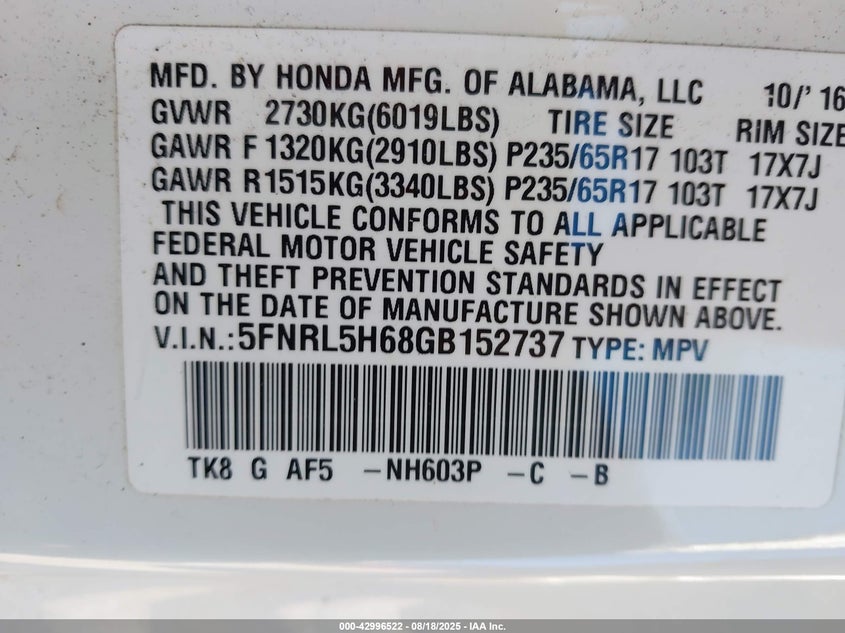 MFD. BY HONDA MFG. OF ALABAMA, LLC 10/' 16
GVWR 2730KG(6019LBS) TIRE SIZE RIM SIZE
GAWR F 1320KG(2910LBS) P235/65R17 103T 17X7J
GAWR R1515KG(3340LBS) P235/65R17 103T 17X7J
THIS VEHICLE CONFORMS TO ALL APPLICABLE
FEDERAL MOTOR VEHICLE SAFETY
AND THEFT PREVENTION STANDARDS IN EFFECT
ON THE DATE OF MANUFACTURE SHOWN ABOVE.
V.I.N.: 5FNRL5H68GB152737 TYPE: MPV
TK8 G AF5 –NH603P –C –B
000-42996522 - 08/18/2025 - IAA Inc.